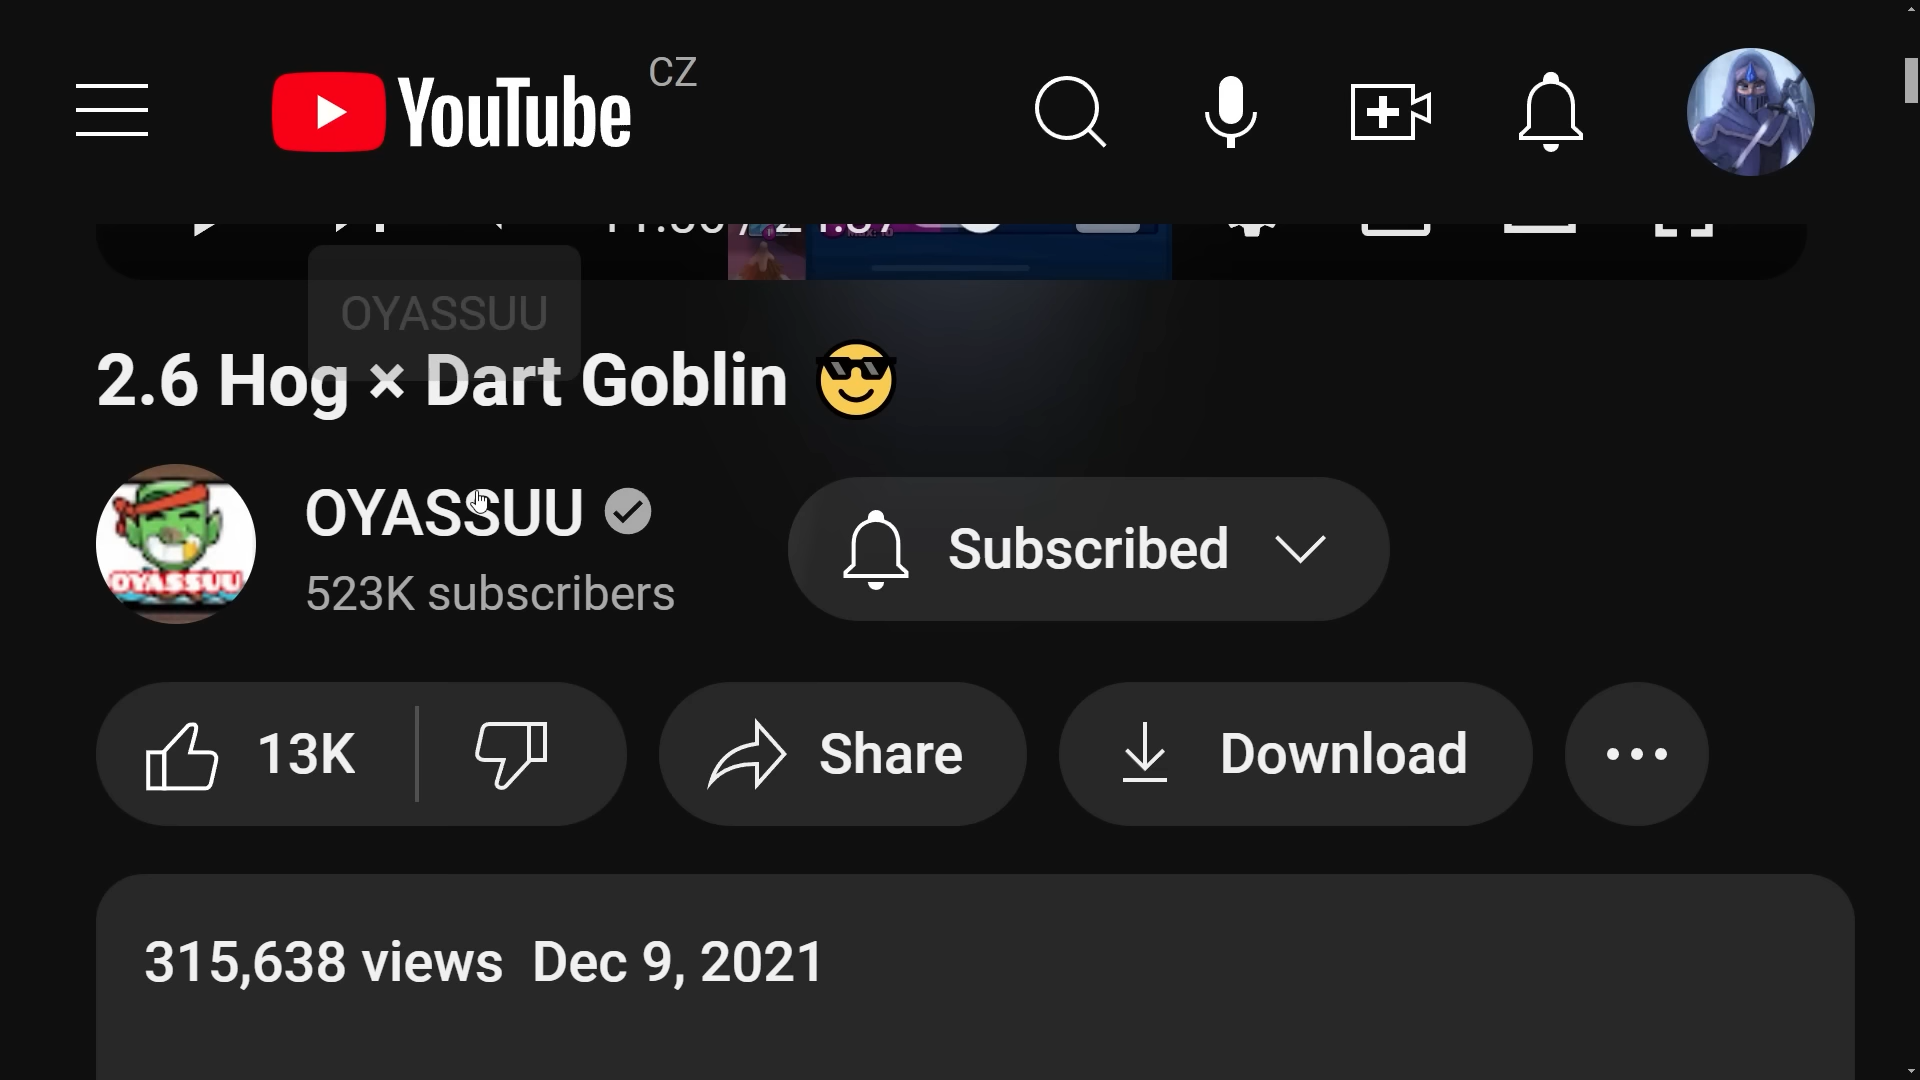 YouTube CZ
OYASSUU
2.6 Hog × Dart Goblin 😎
OYASSUU
OYASSUU
523K subscribers
Subscribed
13K
Share
Download
315,638 views Dec 9, 2021